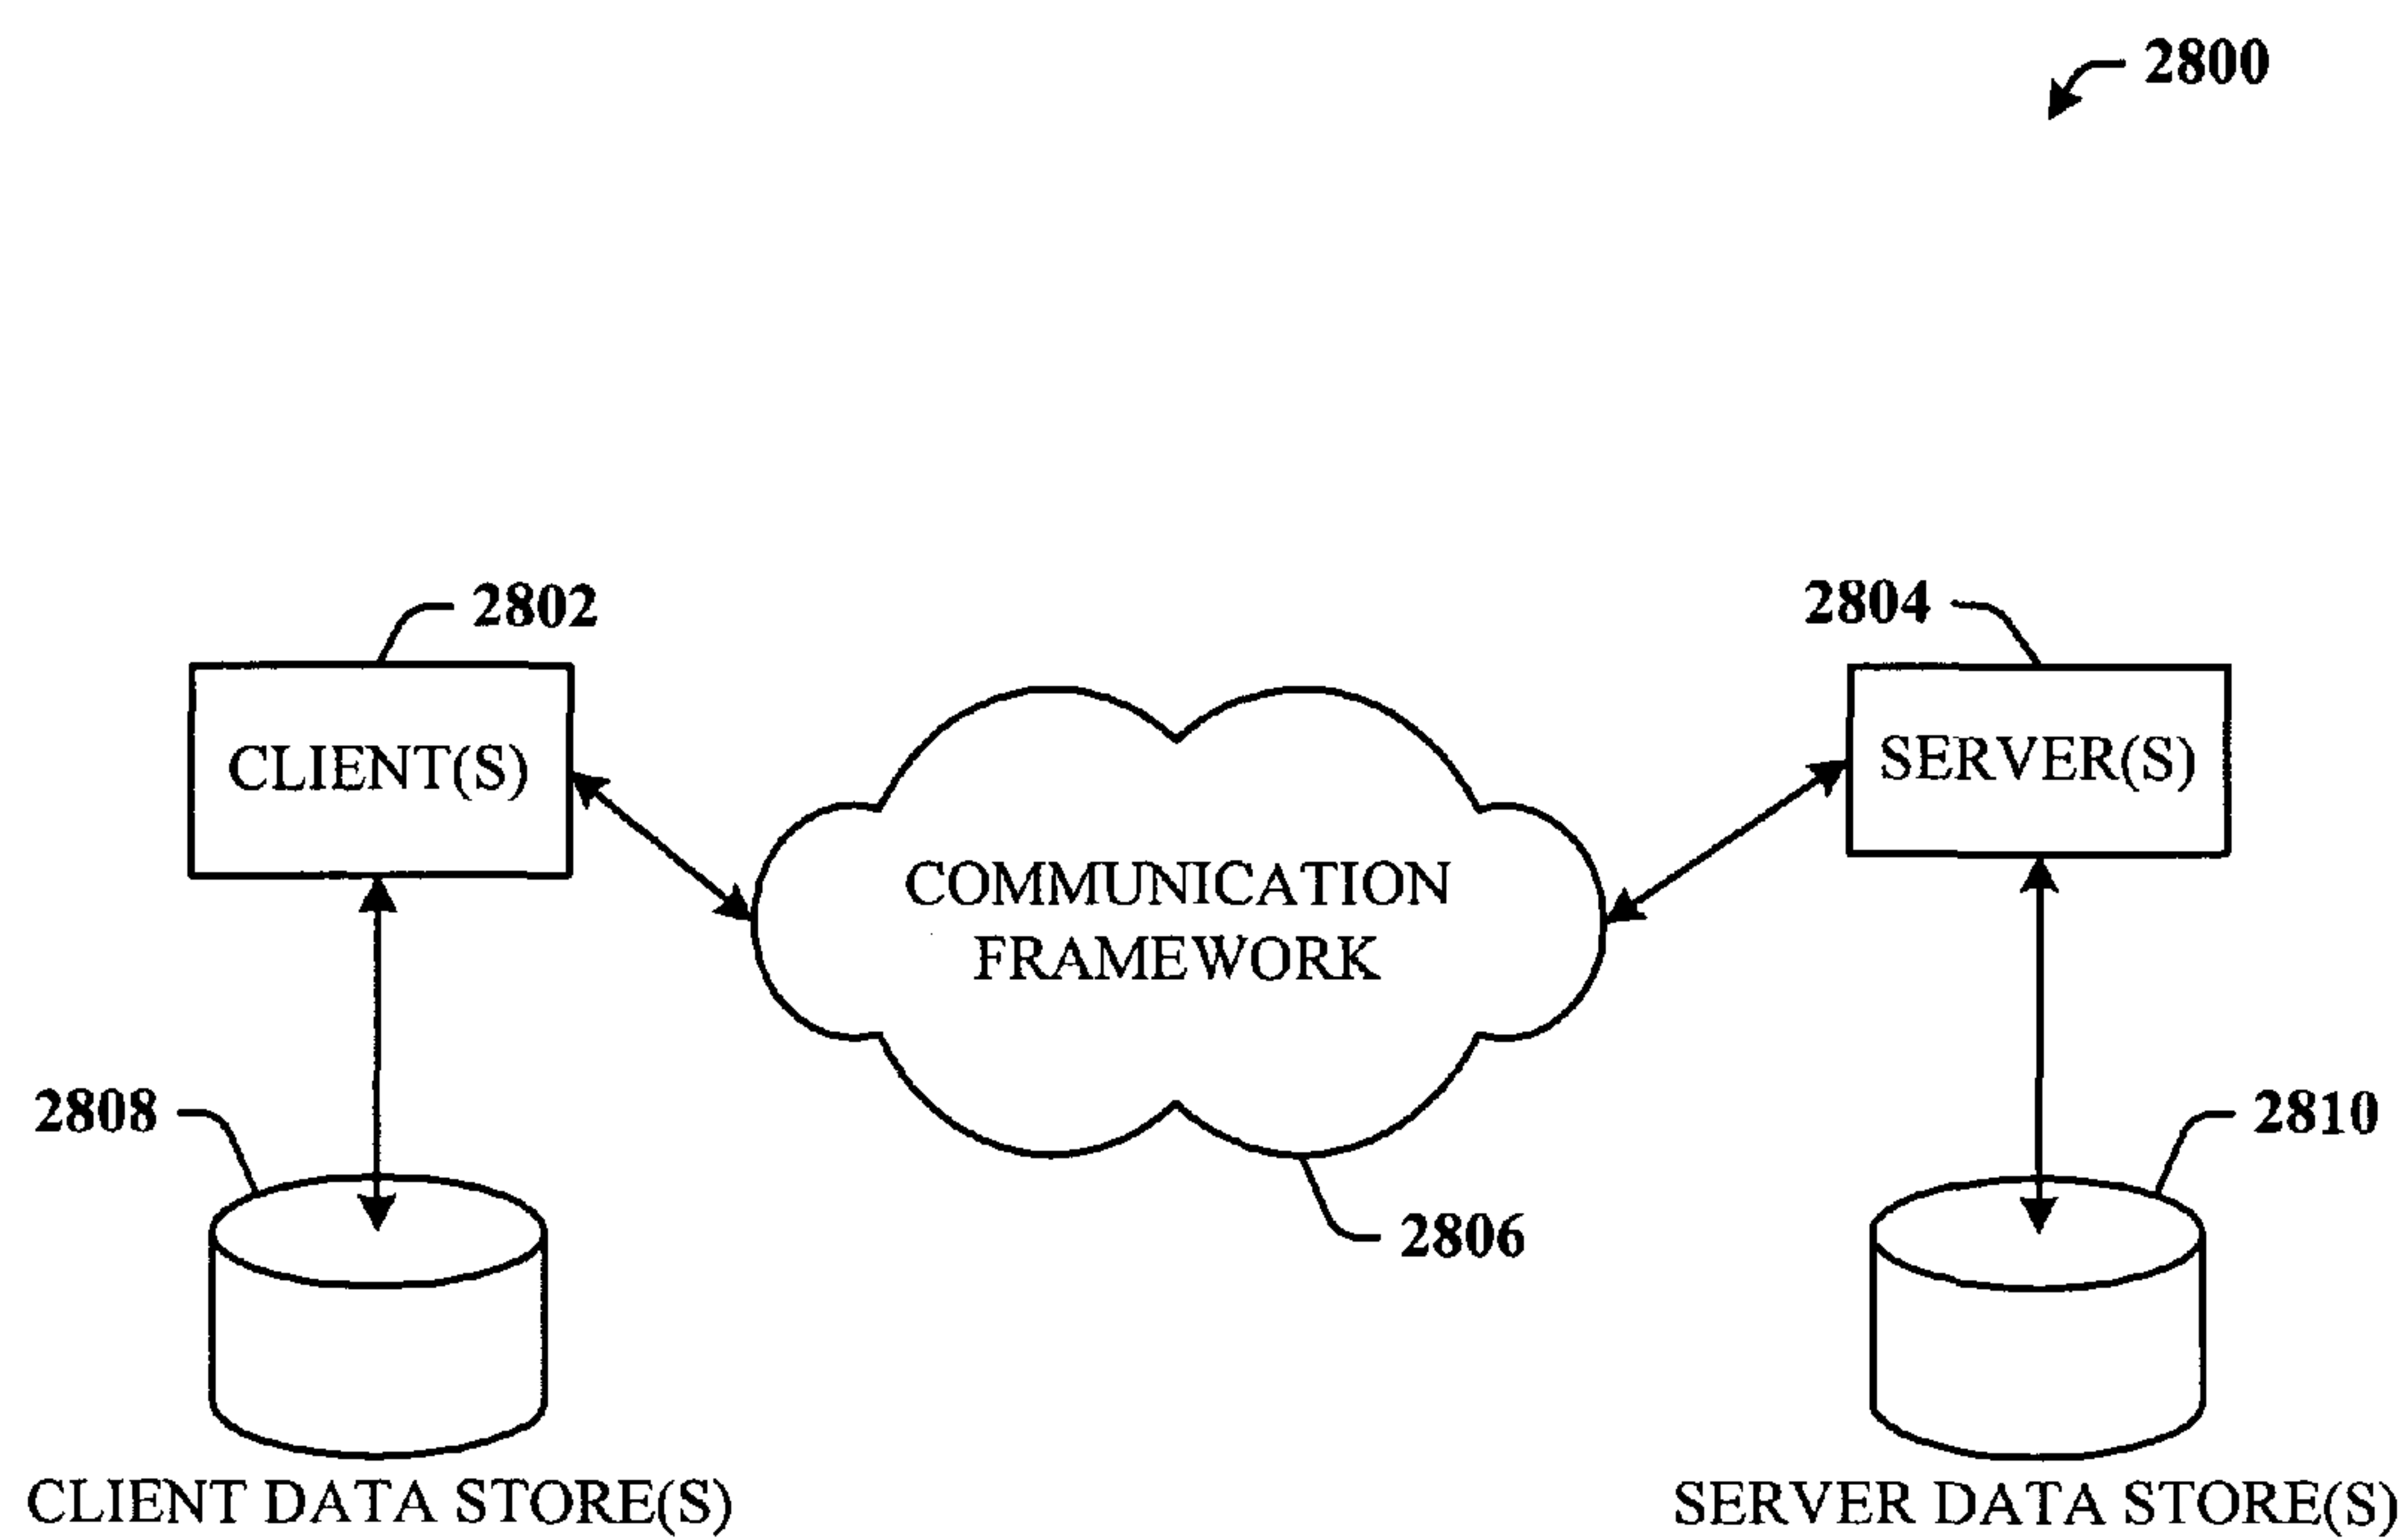 2800
2802
2804
CLIENT(S)
SERVER(S)
COMMUNICATION
FRAMEWORK
2808
2810
2806
CLIENT DATA STORE(S)
SERVER DATA STORE(S)